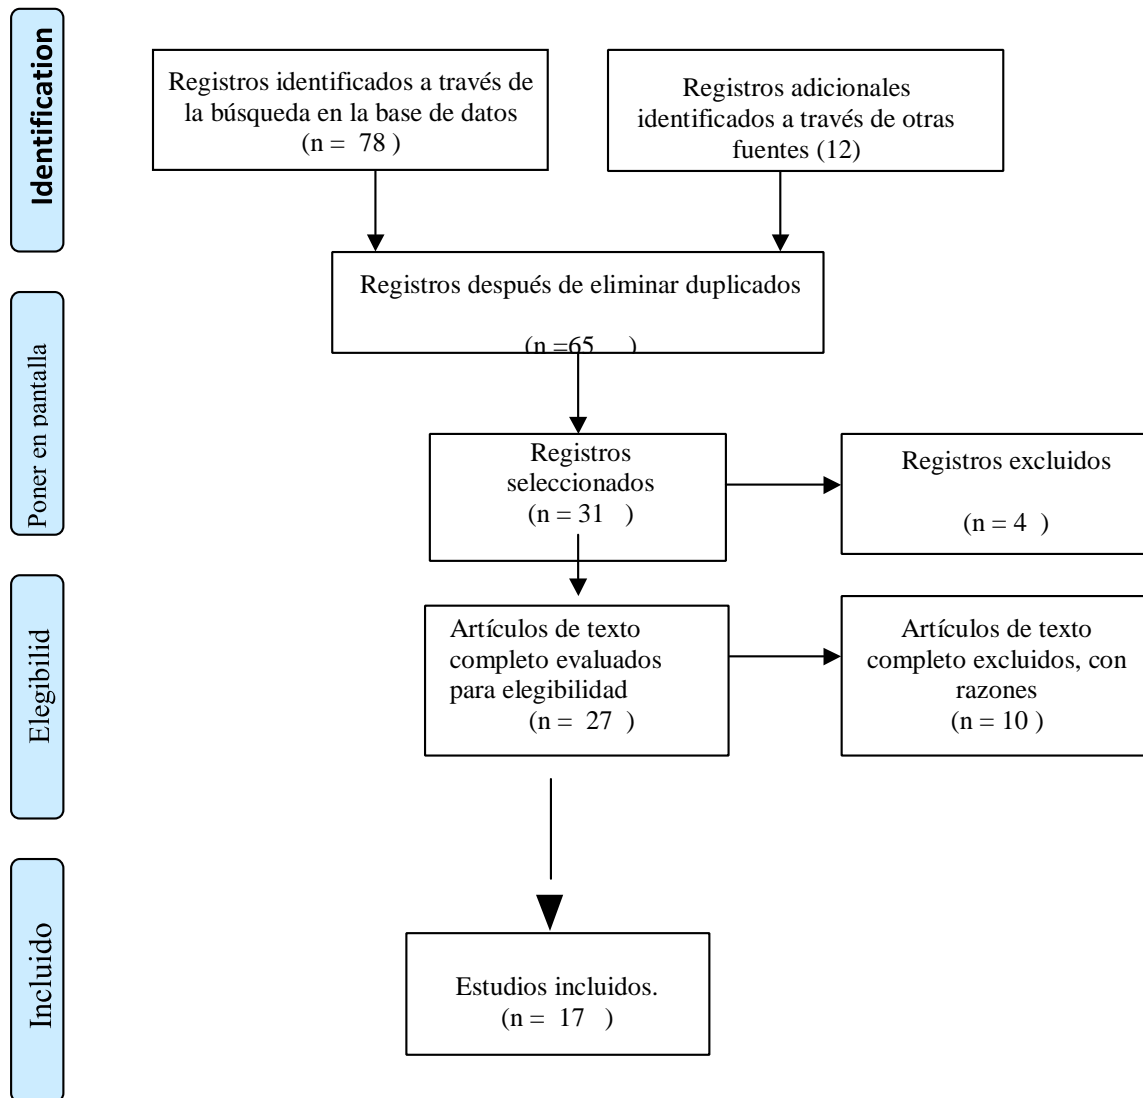 Identification
Registros identificados a través de
la búsqueda en la base de datos
(n = 78 )
Registros adicionales
identificados a través de otras
fuentes (12)
Registros después de eliminar duplicados
(n =65 )
Poner en pantalla
Registros
seleccionados
(n = 31 )
Registros excluidos
(n = 4 )
Elegibilid
Artículos de texto
completo evaluados
para elegibilidad
(n = 27 )
Artículos de texto
completo excluidos, con
razones
(n = 10 )
Incluido
Estudios incluidos.
(n = 17 )